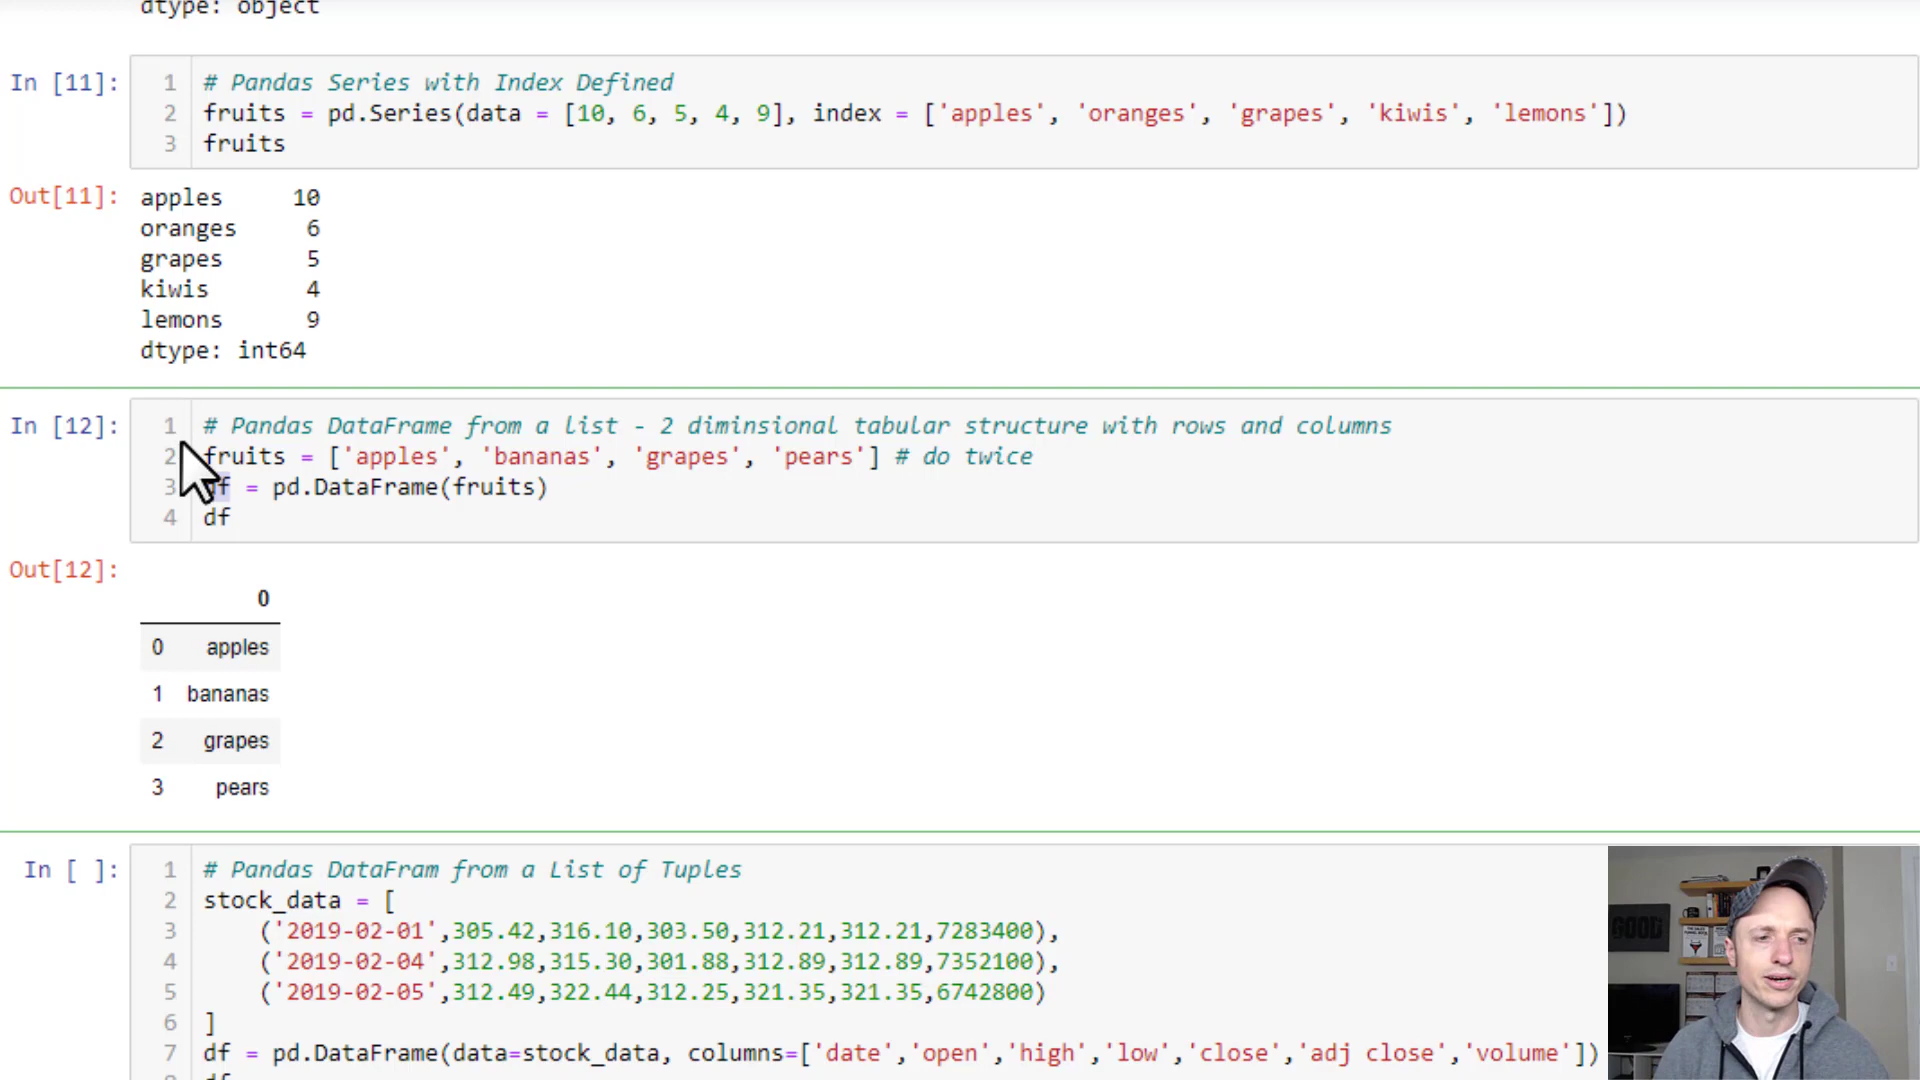 dtype: object
In [11]:
1 # Pandas Series with Index Defined
2 fruits = pd.Series(data = [10, 6, 5, 4, 9], index = ['apples', 'oranges', 'grapes', 'kiwis', 'lemons'])
3 fruits
Out[11]:
apples 10
oranges 6
grapes 5
kiwis 4
lemons 9
dtype: int64
In [12]:
1 # Pandas DataFrame from a list - 2 diminsional tabular structure with rows and columns
2 fruits = ['apples', 'bananas', 'grapes', 'pears'] # do twice
3 df = pd.DataFrame(fruits)
4 df
Out[12]:
0
0 apples
1 bananas
2 grapes
3 pears
In [ ]:
1 # Pandas DataFram from a List of Tuples
2 stock_data = [
3 ('2019-02-01',305.42,316.10,303.50,312.21,312.21,7283400),
4 ('2019-02-04',312.98,315.30,301.88,312.89,312.89,7352100),
5 ('2019-02-05',312.49,322.44,312.25,321.35,321.35,6742800)
6 ]
7 df = pd.DataFrame(data=stock_data, columns=['date','open','high','low','close','adj close','volume'])
GOOD